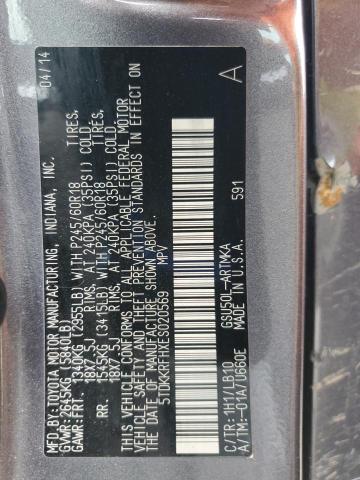 MFD.BY:TOYOTA MOTOR MANUFACTURING, INDIANA, INC. 04/14
GVWR:2645KG(5840LB)
GAWR:FRT. 1340KG(2955LB)WITH P245/60R18 TIRES,
18X7.5J RIMS, AT 240KPA(35PSI) COLD.
RR. 1545KG(3415LB)WITH P245/60R18 TIRES,
18X7.5J RIMS, AT 240KPA(35PSI) COLD.
THIS VEHICLE CONFORMS TO ALL APPLICABLE FEDERAL MOTOR
VEHICLE SAFETY AND THEFT PREVENTION STANDARDS IN EFFECT
ON THE DATE OF MANUFACTURE SHOWN ABOVE.
5TDKKRFHXES020569 MPV
A
C/TR:1H1/LB10 GSU50L-ARTMKA
A/TM:-01A/U660E MADE IN U.S.A.
591